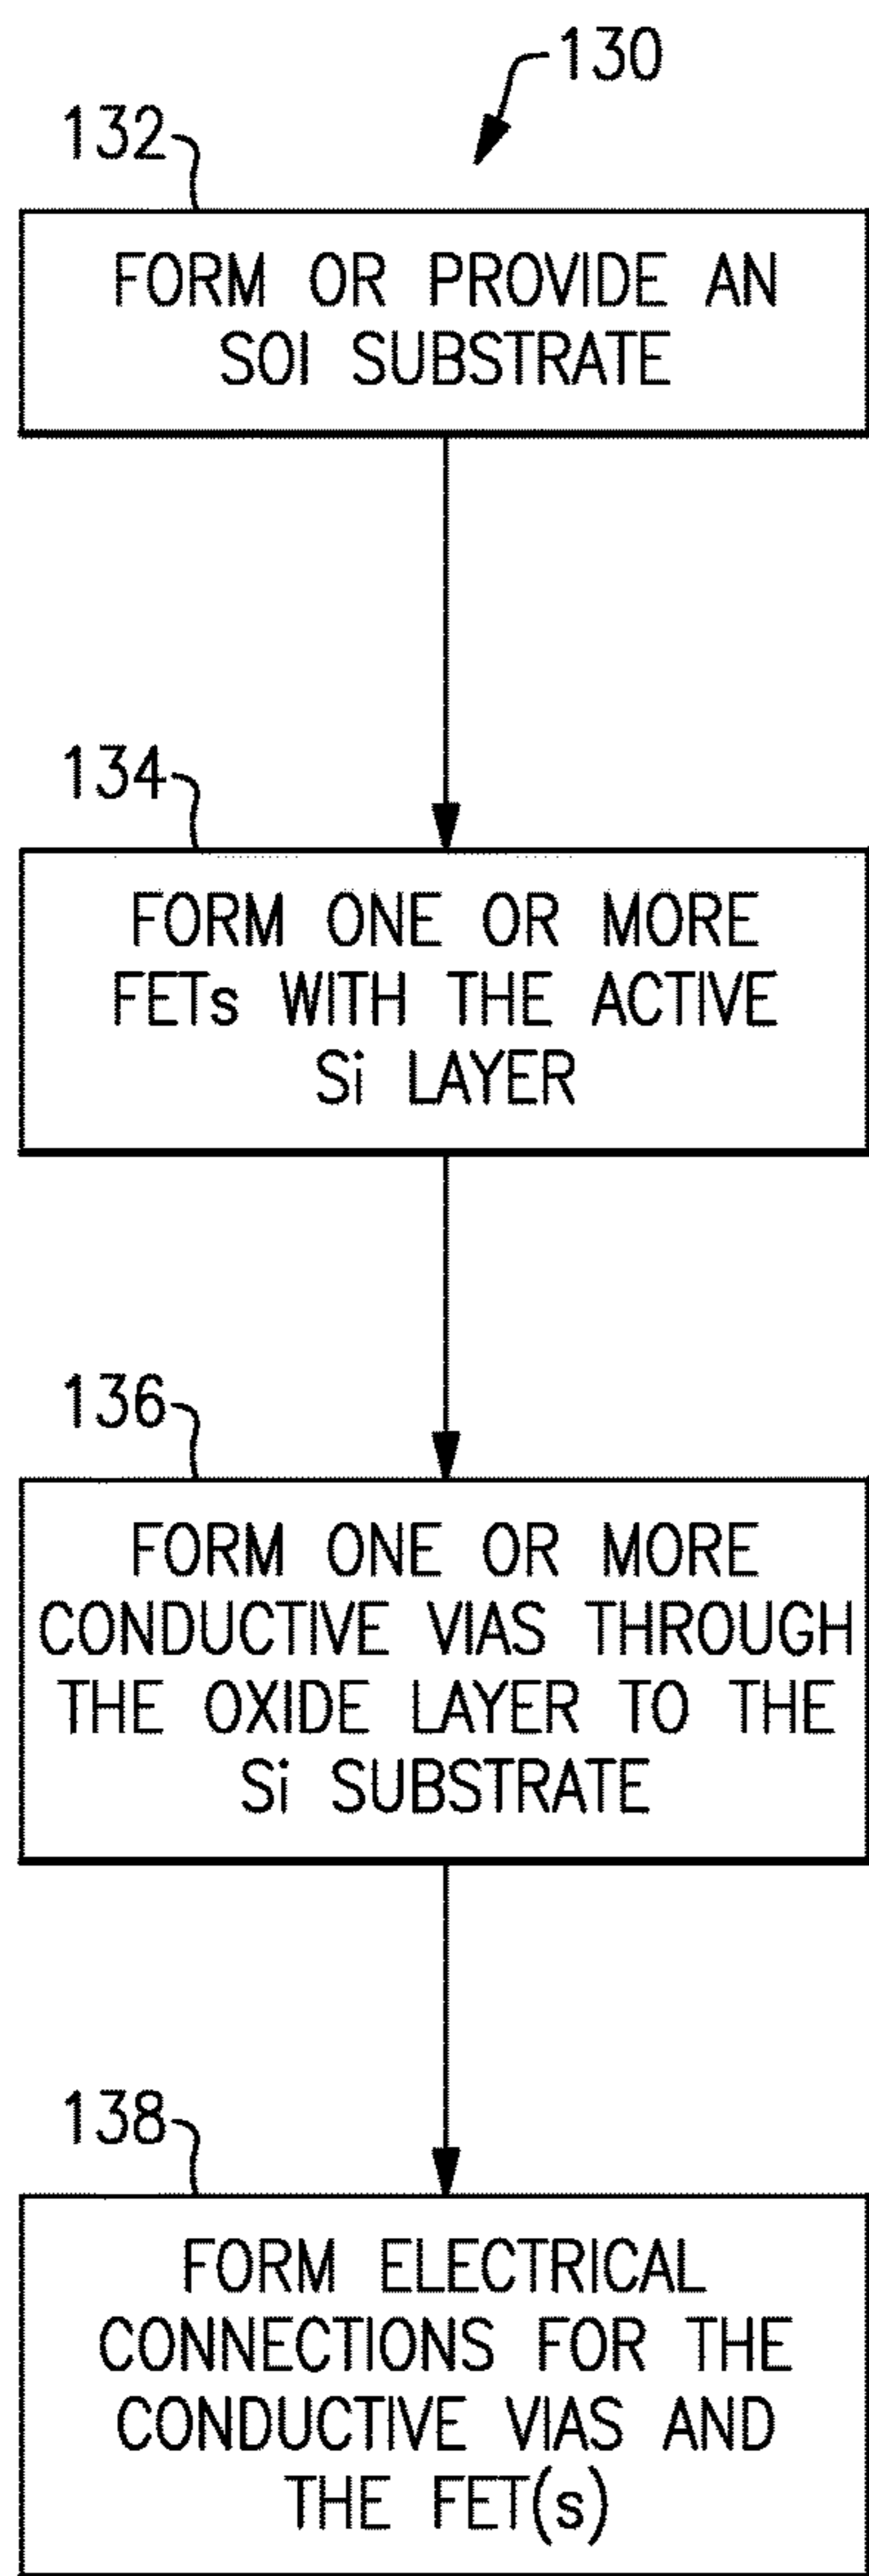 130
132
FORM OR PROVIDE AN
SOI SUBSTRATE
134
FORM ONE OR MORE
FETs WITH THE ACTIVE
Si LAYER
136
FORM ONE OR MORE
CONDUCTIVE VIAS THROUGH
THE OXIDE LAYER TO THE
Si SUBSTRATE
138
FORM ELECTRICAL
CONNECTIONS FOR THE
CONDUCTIVE VIAS AND
THE FET(s)